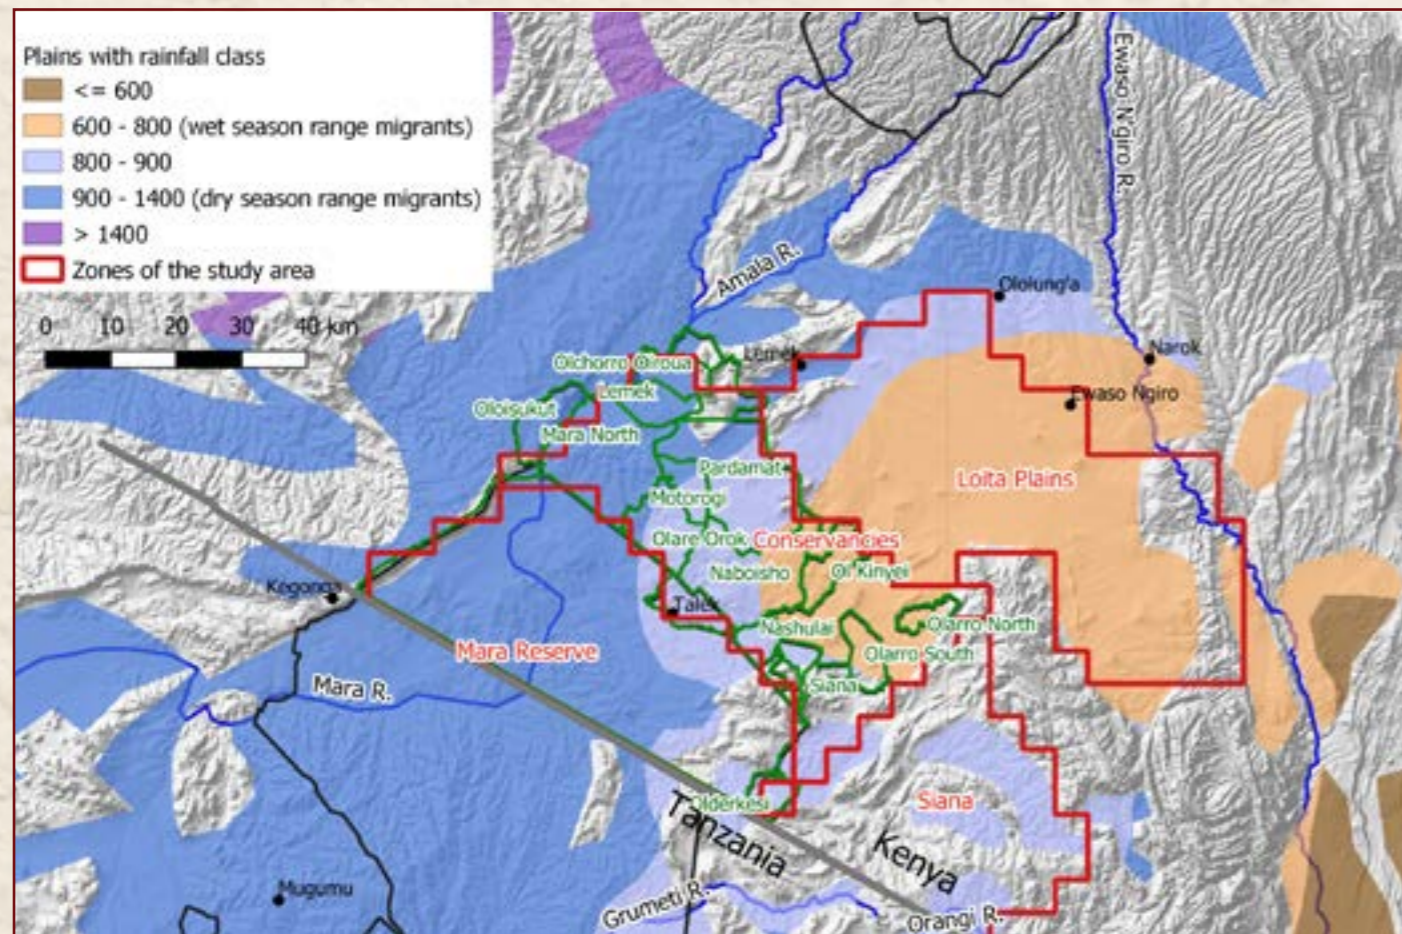 Plains with rainfall class
<= 600
600 - 800 (wet season range migrants)
800 - 900
900 - 1400 (dry season range migrants)
> 1400
Zones of the study area
0 10 20 30 40 km
Ewaso N'giro R.
Amala R.
Ololung'a
Narok
Lemek
Olchorro Oiroua
Lemek
Ewaso Ngiro
Oloisukut
Mara North
Pardamat
Loita Plains
Motorogi
Olare Orok
Conservancies
Naboisho
Ol Kinyei
Kegonga
Talek
Nashulai
Olarro North
Mara Reserve
Olarro South
Mara R.
Siana
Olderkesi
Siana
Tanzania
Kenya
Mugumu
Grumeti R.
Orangi R.